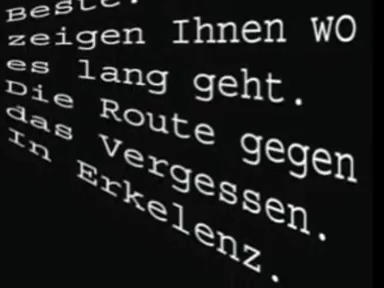 Beste.
zeigen Ihnen WO
es lang geht.
Die Route gegen
das Vergessen.
In Erkelenz.